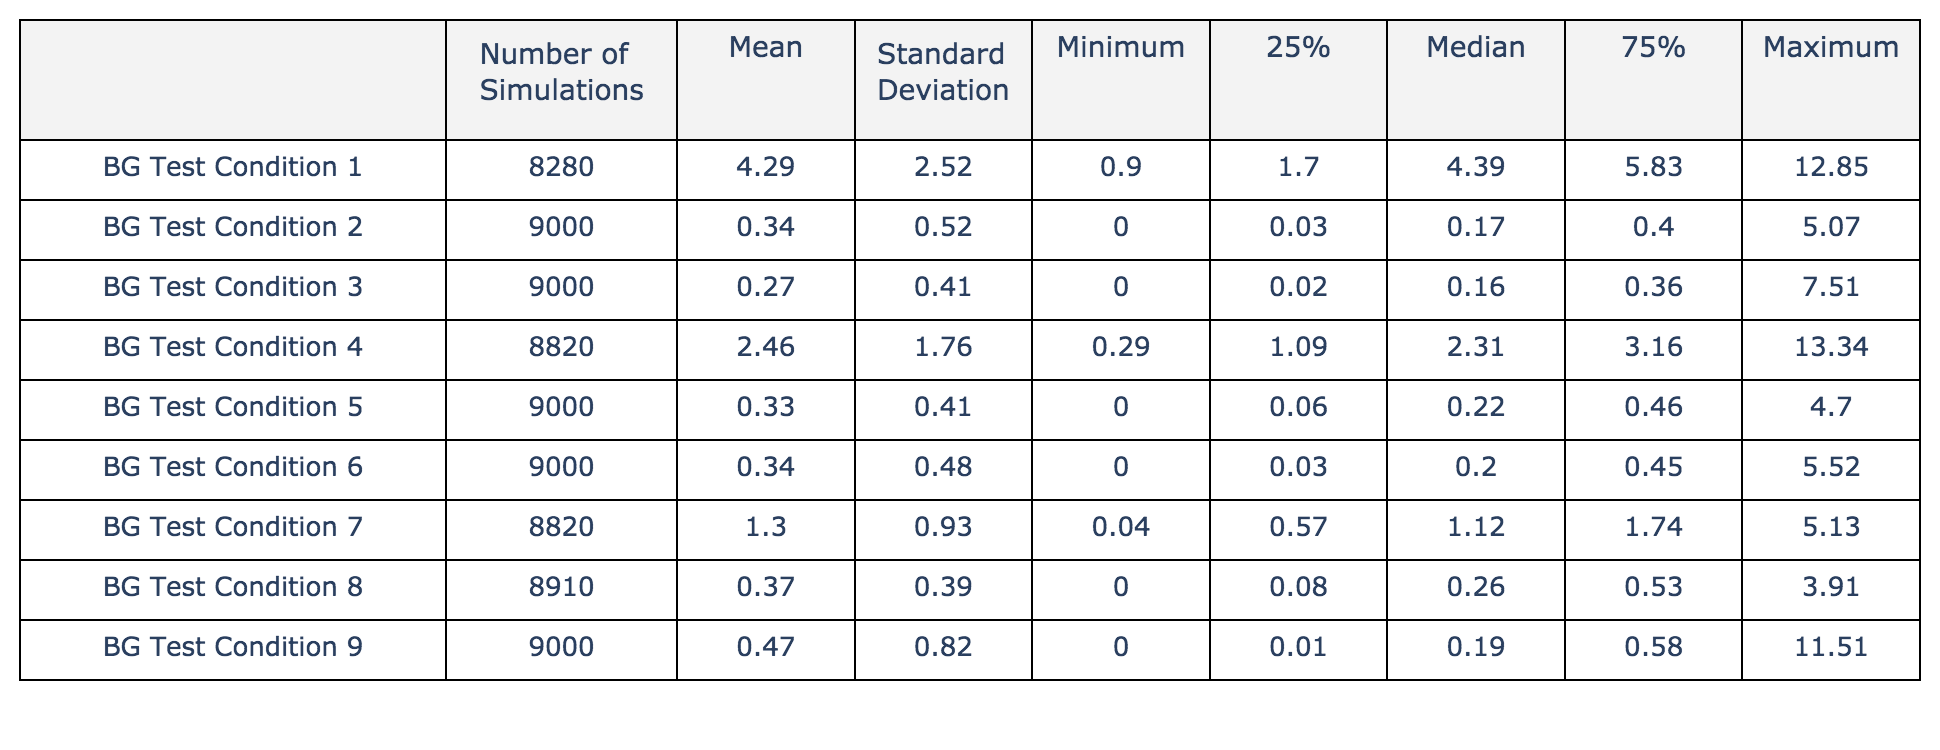 Number of Simulations Mean Standard Deviation Minimum 25% Median 75% Maximum
BG Test Condition 1 8280 4.29 2.52 0.9 1.7 4.39 5.83 12.85
BG Test Condition 2 9000 0.34 0.52 0 0.03 0.17 0.4 5.07
BG Test Condition 3 9000 0.27 0.41 0 0.02 0.16 0.36 7.51
BG Test Condition 4 8820 2.46 1.76 0.29 1.09 2.31 3.16 13.34
BG Test Condition 5 9000 0.33 0.41 0 0.06 0.22 0.46 4.7
BG Test Condition 6 9000 0.34 0.48 0 0.03 0.2 0.45 5.52
BG Test Condition 7 8820 1.3 0.93 0.04 0.57 1.12 1.74 5.13
BG Test Condition 8 8910 0.37 0.39 0 0.08 0.26 0.53 3.91
BG Test Condition 9 9000 0.47 0.82 0 0.01 0.19 0.58 11.51